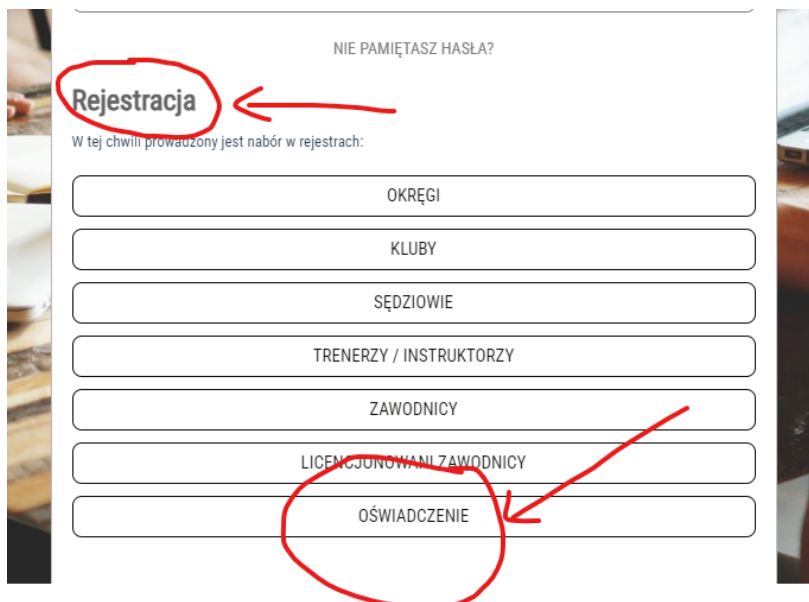 NIE PAMIĘTASZ HASŁA?
Rejestracja
W tej chwili prowadzony jest nabór w rejestrach:
OKRĘGI
KLUBY
SĘDZIOWIE
TRENERZY / INSTRUKTORZY
ZAWODNICY
LICENCJONOWANI ZAWODNICY
OŚWIADCZENIE